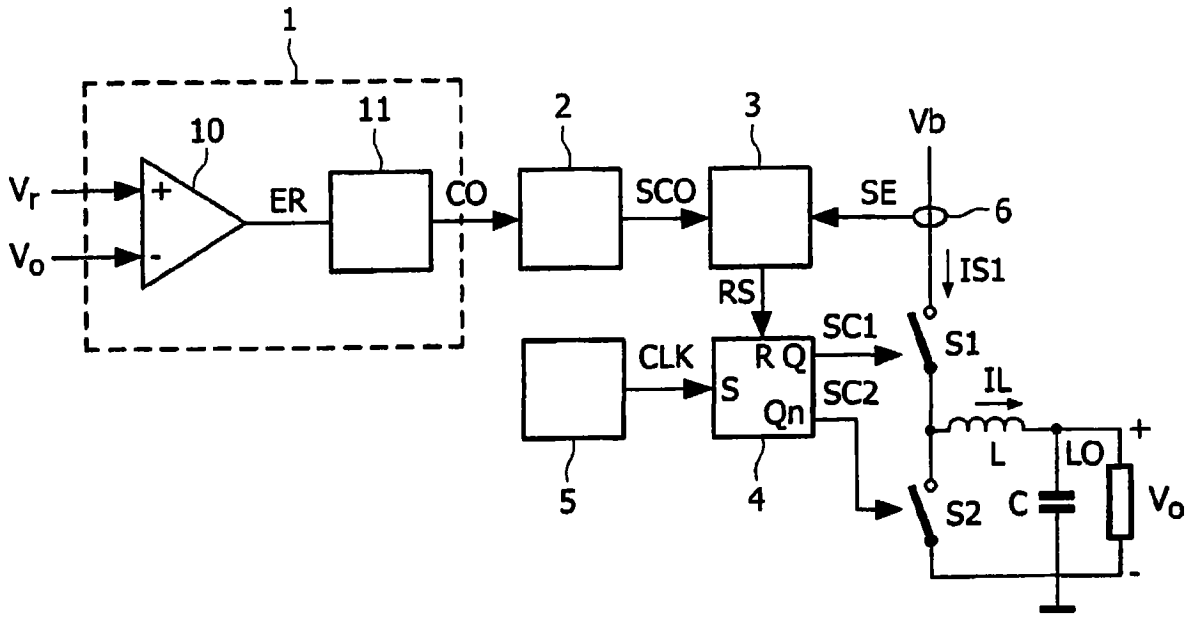 1
10
11
2
3
Vb
Vr
+
ER
CO
SCO
SE
6
Vo
-
IS1
RS
SC1
S1
CLK
R Q
S
SC2
Qn
IL
+
L
LO
5
4
S2
C
Vo
-